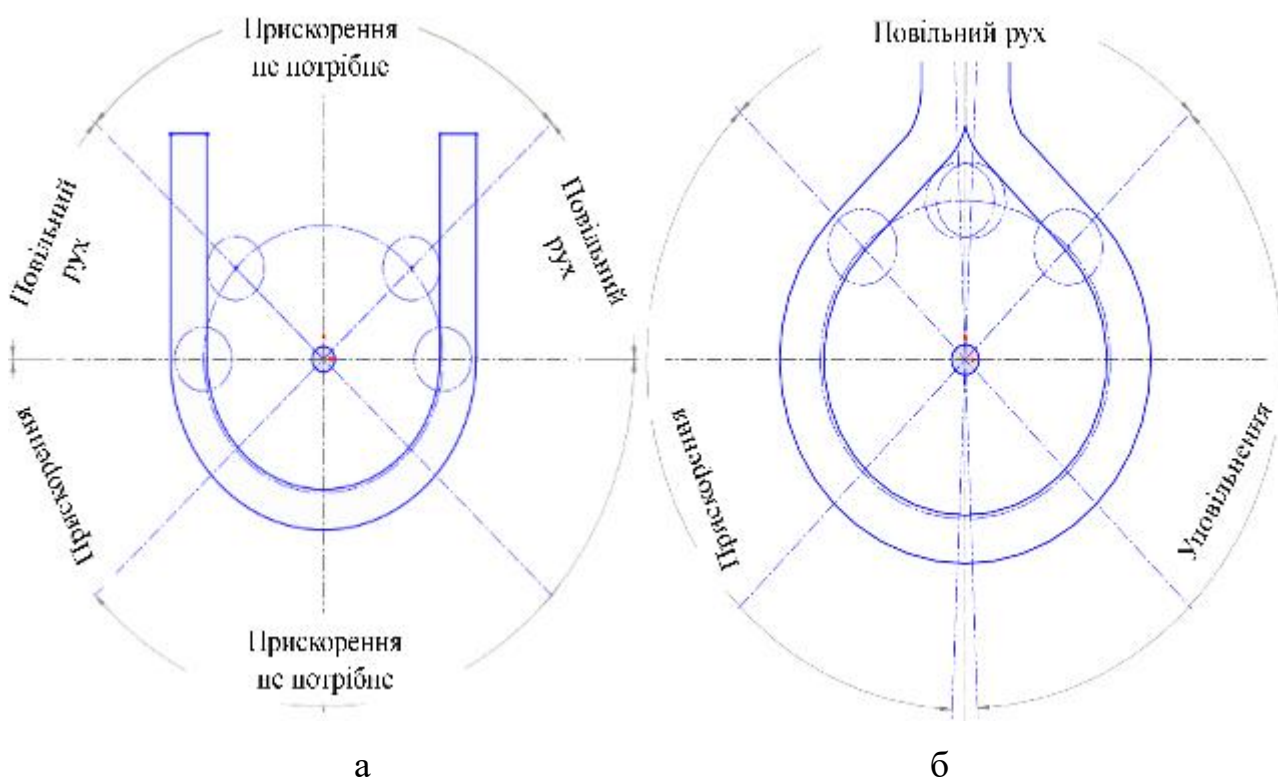 Прискорення
не потрібне
Повільний
рух
Повільний
рух
Прискорення
Прискорення
не потрібне
а
Повільний рух
Прискорення
Уповільнення
б